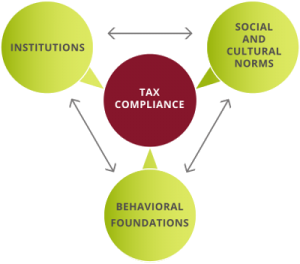 INSTITUTIONS
SOCIAL
AND
CULTURAL
NORMS
TAX
COMPLIANCE
BEHAVIORAL
FOUNDATIONS